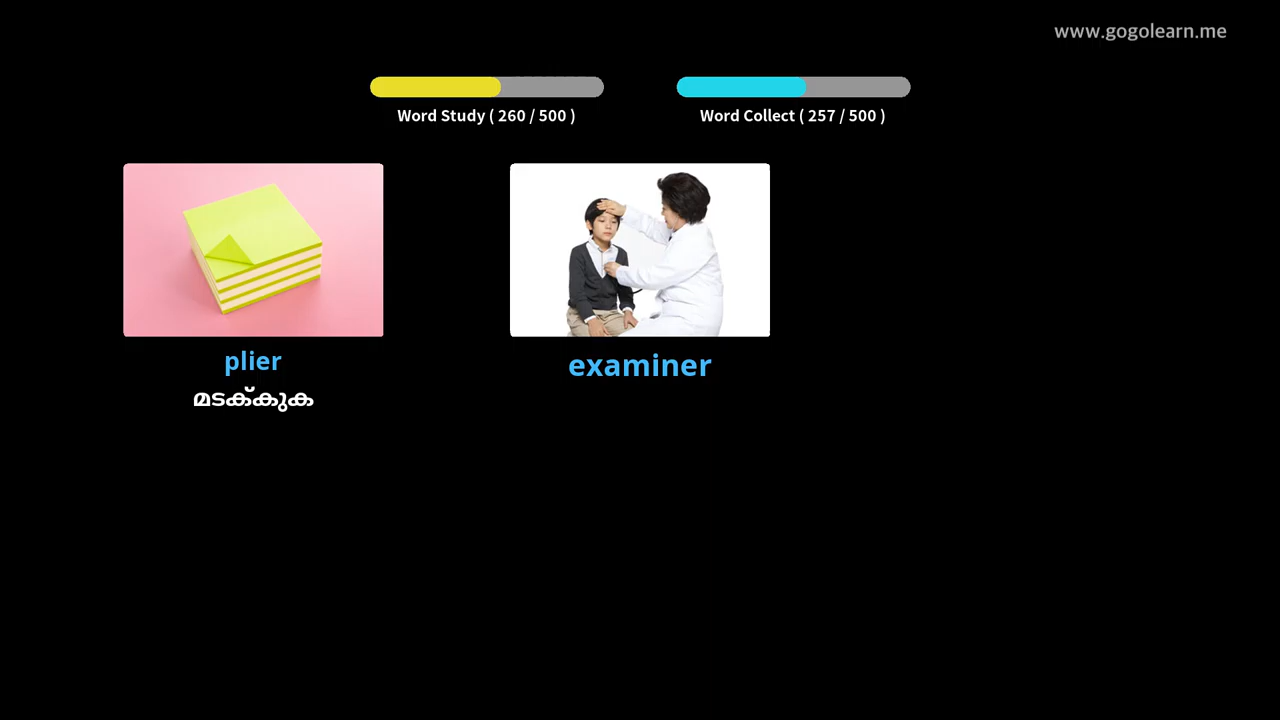 www.gogolearn.me
Word Study ( 260 / 500 )
Word Collect ( 257 / 500 )
plier
മടക്കുക
examiner